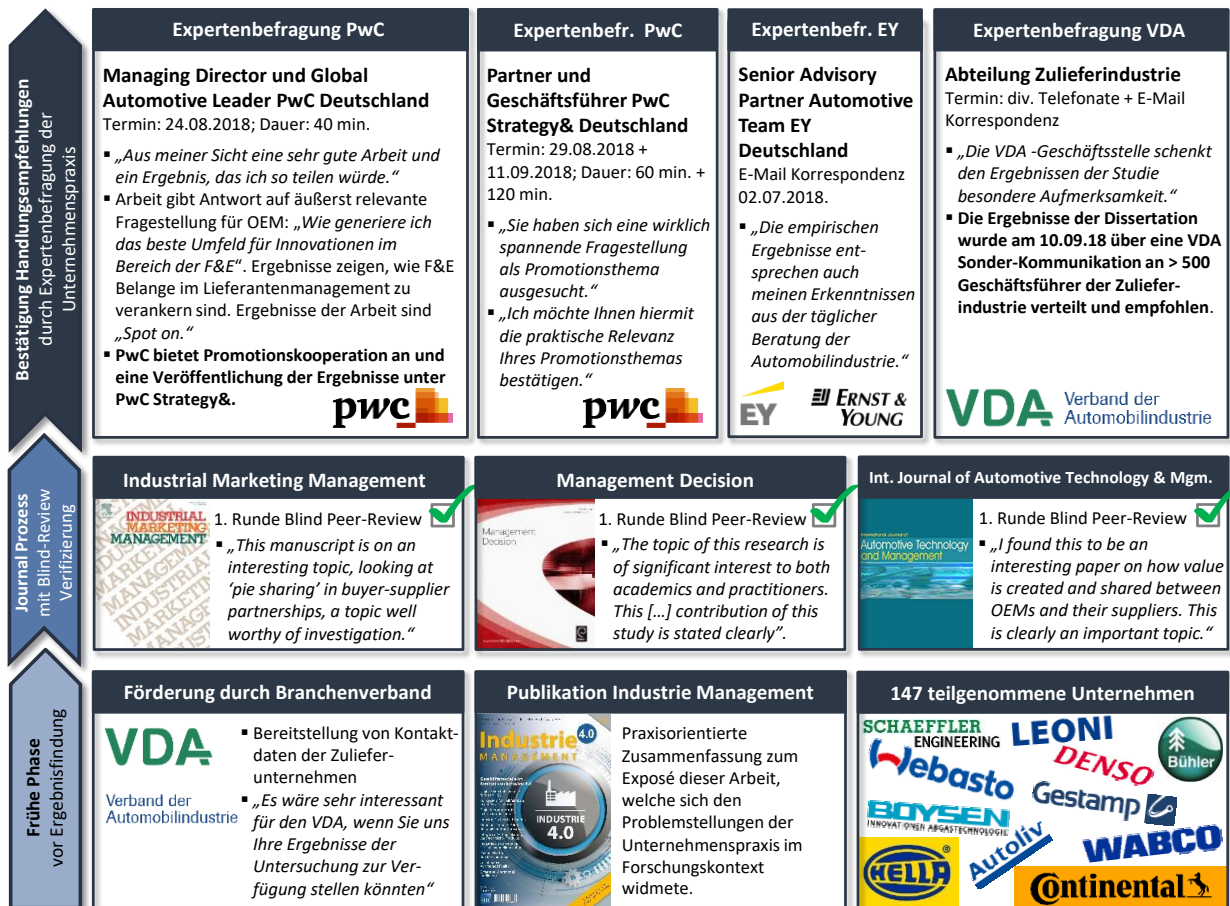 Bestätigung Handlungsempfehlungen
durch Expertenbefragung der
Unternehmenspraxis
Expertenbefragung PwC
Managing Director und Global
Automotive Leader PwC Deutschland
Termin: 24.08.2018; Dauer: 40 min.
▪ „Aus meiner Sicht eine sehr gute Arbeit und
ein Ergebnis, das ich so teilen würde.“
▪ Arbeit gibt Antwort auf äußerst relevante
Fragestellung für OEM: „Wie generiere ich
das beste Umfeld für Innovationen im
Bereich der F&E“. Ergebnisse zeigen, wie F&E
Belange im Lieferantenmanagement zu
verankern sind. Ergebnisse der Arbeit sind
„Spot on.“
▪ PwC bietet Promotionskooperation an und
eine Veröffentlichung der Ergebnisse unter
PwC Strategy&.
pwc
Expertenbefr. PwC
Partner und
Geschäftsführer PwC
Strategy& Deutschland
Termin: 29.08.2018 +
11.09.2018; Dauer: 60 min. +
120 min.
▪ „Sie haben sich eine wirklich
spannende Fragestellung
als Promotionsthema
ausgesucht.“
▪ „Ich möchte Ihnen hiermit
die praktische Relevanz
Ihres Promotionsthemas
bestätigen.“
pwc
Expertenbefr. EY
Senior Advisory
Partner Automotive
Team EY
Deutschland
E-Mail Korrespondenz
02.07.2018.
▪ „Die empirischen
Ergebnisse ent-
sprechen auch
meinen Erkenntnissen
aus der täglicher
Beratung der
Automobilindustrie.“
EY
ERNST &
YOUNG
Expertenbefragung VDA
Abteilung Zulieferindustrie
Termin: div. Telefonate + E-Mail
Korrespondenz
▪ „Die VDA -Geschäftsstelle schenkt
den Ergebnissen der Studie
besondere Aufmerksamkeit.“
▪ Die Ergebnisse der Dissertation
wurde am 10.09.18 über eine VDA
Sonder-Kommunikation an > 500
Geschäftsführer der Zuliefer-
industrie verteilt und empfohlen.
VDA
Verband der
Automobilindustrie
Journal Prozess
mit Blind-Review
Verifizierung
Industrial Marketing Management
INDUSTRIAL
MARKETING
MANAGEMENT
1. Runde Blind Peer-Review
▪ „This manuscript is on an
interesting topic, looking at
‘pie sharing’ in buyer-supplier
partnerships, a topic well
worthy of investigation.“
Management Decision
Management
Decision
1. Runde Blind Peer-Review
▪ „The topic of this research is
of significant interest to both
academics and practitioners.
This […] contribution of this
study is stated clearly”.
Int. Journal of Automotive Technology & Mgm.
International Journal of
Automotive Technology
and Management
1. Runde Blind Peer-Review
▪ „I found this to be an
interesting paper on how value
is created and shared between
OEMs and their suppliers. This
is clearly an important topic.“
Frühe Phase
vor Ergebnisfindung
Förderung durch Branchenverband
VDA
Verband der
Automobilindustrie
▪ Bereitstellung von Kontakt-
daten der Zuliefer-
unternehmen
▪ „Es wäre sehr interessant
für den VDA, wenn Sie uns
Ihre Ergebnisse der
Untersuchung zur Ver-
fügung stellen könnten“
Publikation Industrie Management
Industrie 4.0
MANAGEMENT
INDUSTRIE
4.0
Praxisorientierte
Zusammenfassung zum
Exposé dieser Arbeit,
welche sich den
Problemstellungen der
Unternehmenspraxis im
Forschungskontext
widmete.
147 teilgenommene Unternehmen
SCHAEFFLER
ENGINEERING
LEONI
Bühler
Webasto
DENSO
Gestamp
BOYSEN
INNOVATIONEN ABGASTECHNOLOGIE
Autoliv
WABCO
HELLA
Continental